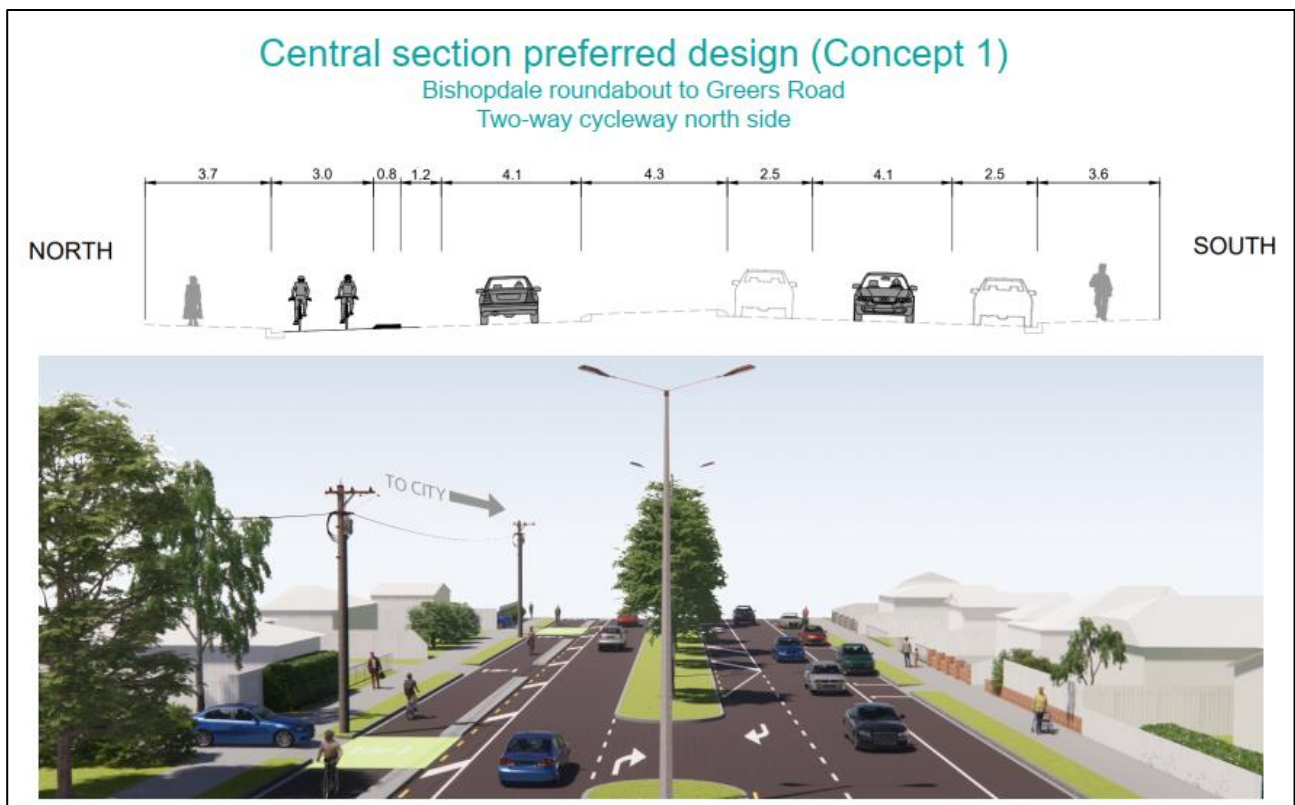 Central section preferred design (Concept 1)
Bishopdale roundabout to Greers Road
Two-way cycleway north side
3.7 3.0 0.8 1.2 4.1 4.3 2.5 4.1 2.5 3.6
NORTH
SOUTH
TO CITY